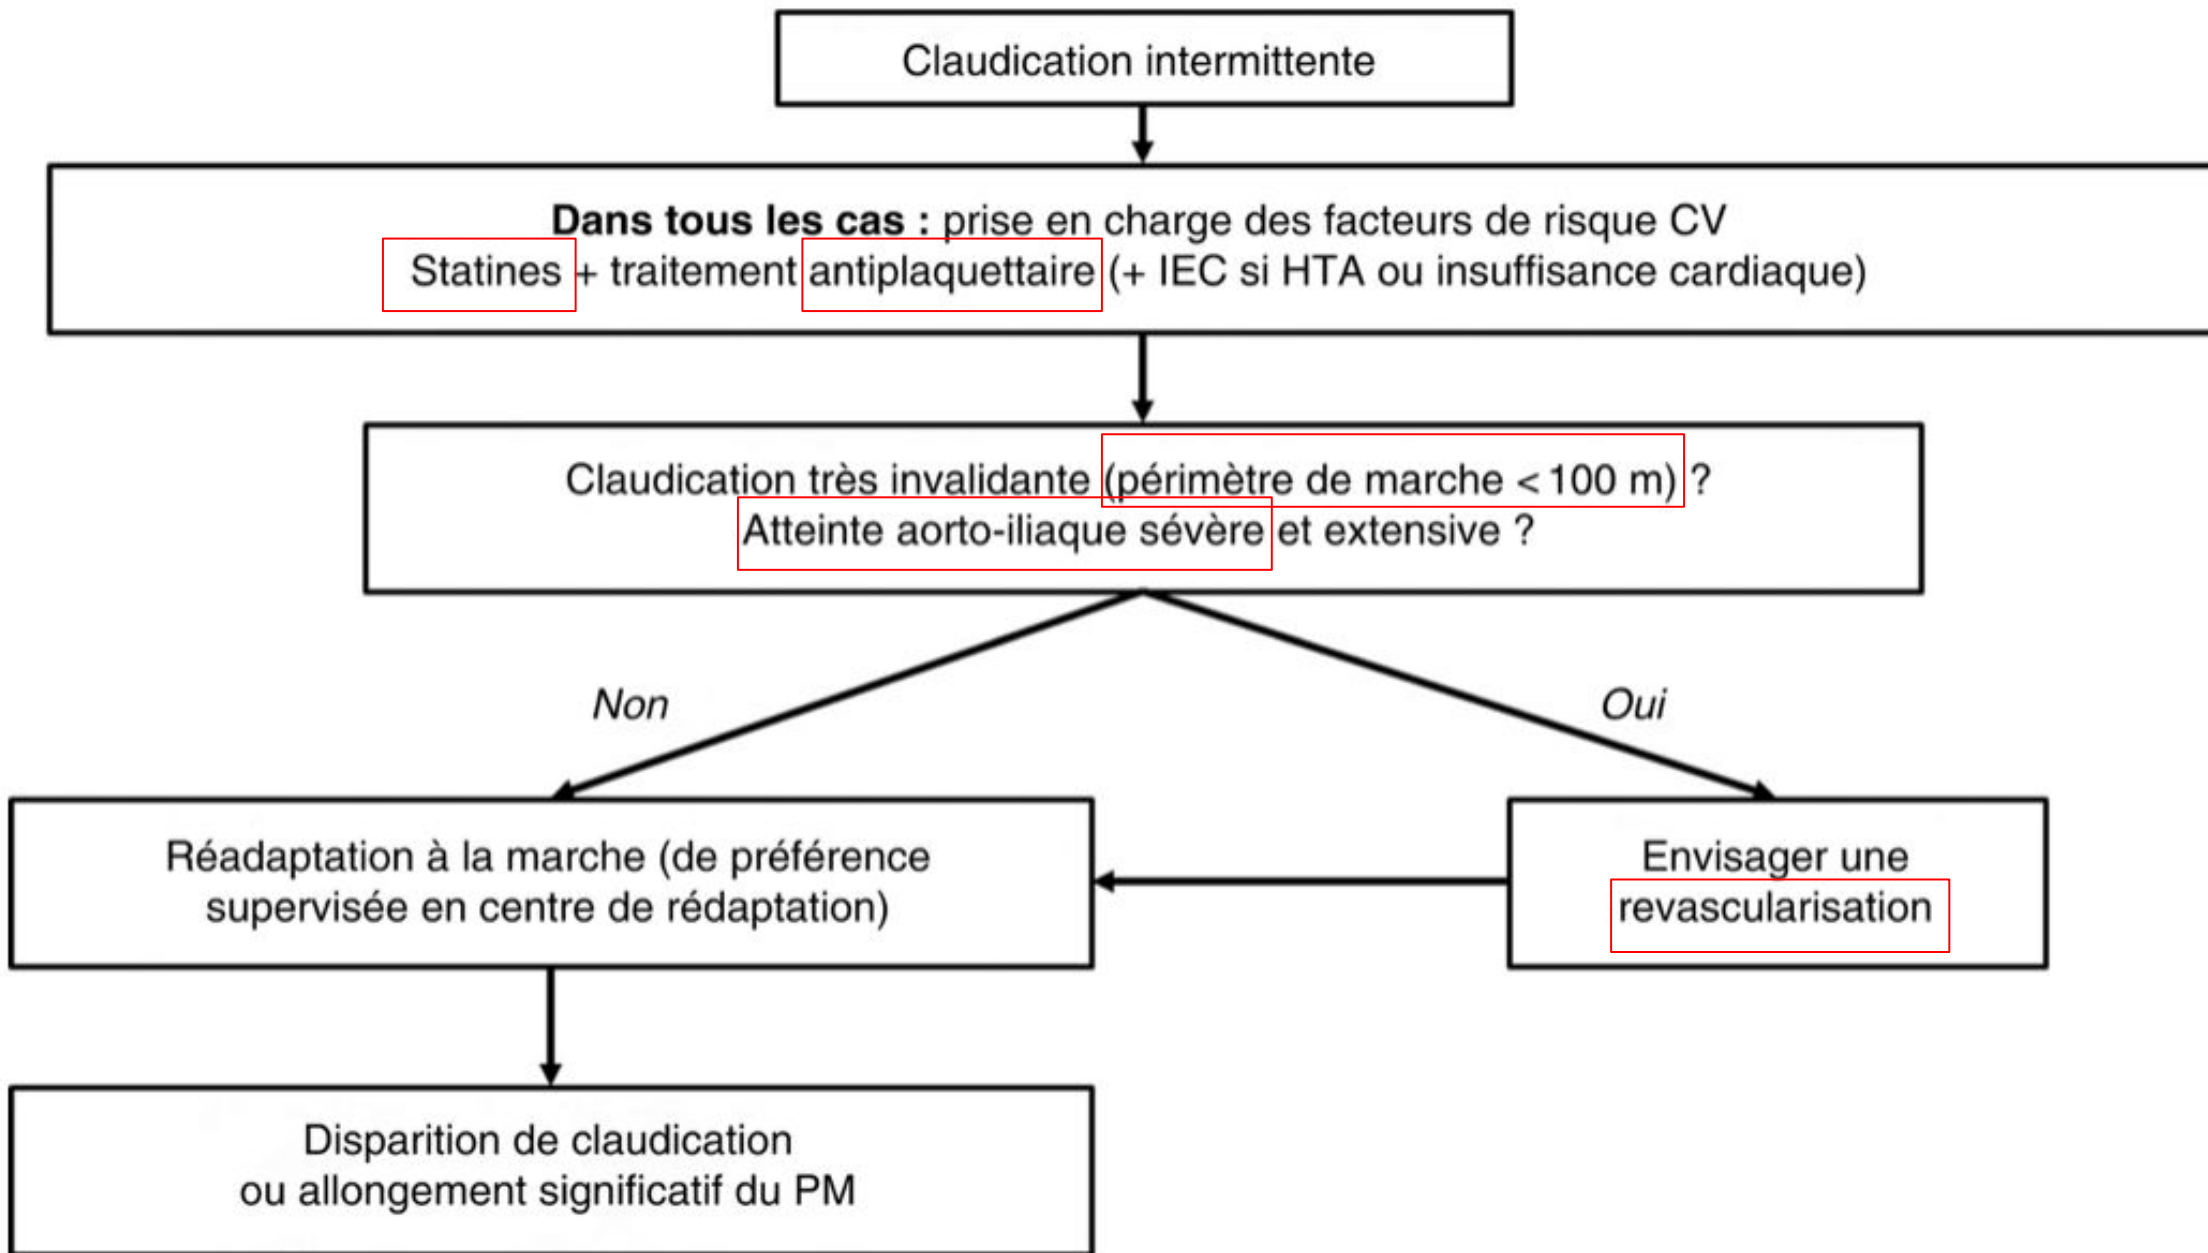 Claudication intermittente
Dans tous les cas : prise en charge des facteurs de risque CV
Statines + traitement antiplaquettaire (+ IEC si HTA ou insuffisance cardiaque)
Claudication très invalidante (périmètre de marche < 100 m) ?
Atteinte aorto-iliaque sévère et extensive ?
Non
Oui
Réadaptation à la marche (de préférence
supervisée en centre de rédaptation)
Envisager une
revascularisation
Disparition de claudication
ou allongement significatif du PM